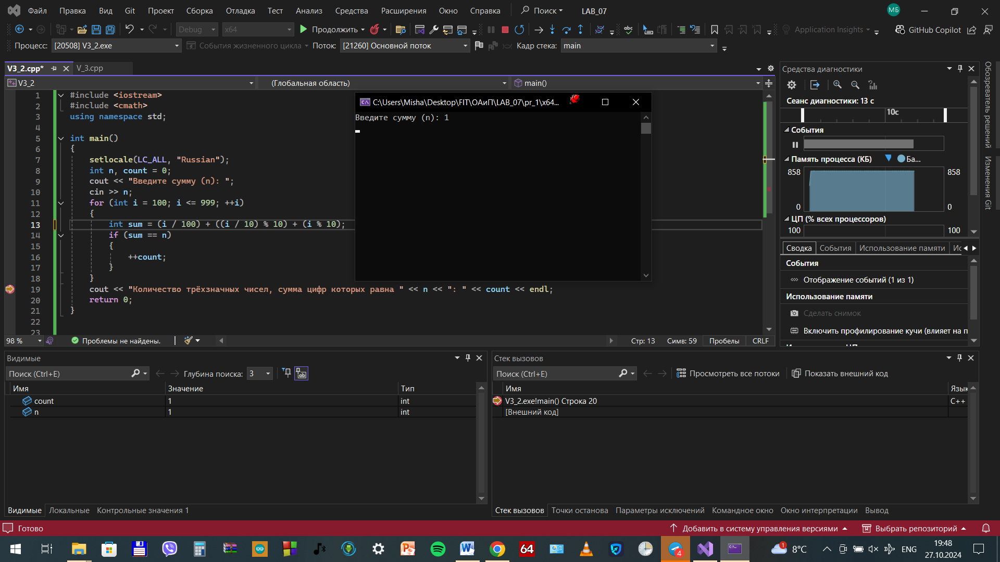 Файл Правка Вид Git Проект Сборка Отладка Тест Анализ Средства Расширения Окно Справка Поиск LAB_07 МБ
Debug x64 Продолжить Application Insights GitHub Copilot
Процесс: [20508] V3_2.exe События жизненного цикла Поток: [21260] Основной поток Кадр стека: main
V3_2.cpp* V_3.cpp
V3_2 (Глобальная область) main()
1 #include <iostream>
2 #include <cmath>
3 using namespace std;
4
5 int main()
6 {
7 setlocale(LC_ALL, "Russian");
8 int n, count = 0;
9 cout << "Введите сумму (n): ";
10 cin >> n;
11 for (int i = 100; i <= 999; ++i)
12 {
13 int sum = (i / 100) + ((i / 10) % 10) + (i % 10);
14 if (sum == n)
15 {
16 ++count;
17 }
18 }
19 cout << "Количество трёхзначных чисел, сумма цифр которых равна " << n << ": " << count << endl;
20 return 0;
21 }
22
23
C:\Users\Misha\Desktop\FIT\ОАиП\LAB_07\pr_1\x64...
Введите сумму (n): 1
98 % Проблемы не найдены. Стр: 13 Симв: 59 Пробелы CRLF
Средства диагностики
Сеанс диагностики: 13 с
10с
События
Память процесса (КБ) Ба...
858 858
0 0
ЦП (% всех процессоров)
100 100
Сводка События Использование памяти Ис
События
Отображение событий (1 из 1)
Использование памяти
Сделать снимок
Включить профилирование кучи (влияет на п
Обозреватель решений
Изменения Git
Видимые
Поиск (Ctrl+E) Глубина поиска: 3
Имя Значение Тип
count 1 int
n 1 int
Видимые Локальные Контрольные значения 1
Стек вызовов
Поиск (Ctrl+E) Просмотреть все потоки Показать внешний код
Имя Язык
V3_2.exe!main() Строка 20 C++
[Внешний код]
Стек вызовов Точки останова Параметры исключений Командное окно Окно интерпретации Вывод
Готово Добавить в систему управления версиями Выбрать репозиторий
64 4 1 8°C ENG 19:48
27.10.2024